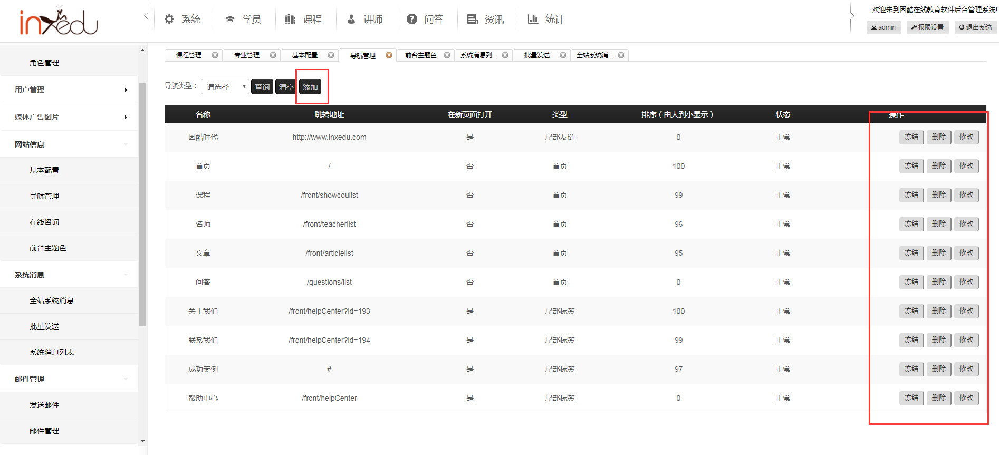 inxedu
系统
学员
课程
讲师
问答
资讯
统计
欢迎来到因酷在线教育软件后台管理系统!
admin
权限设置
退出系统
角色管理
用户管理
媒体广告图片
网站信息
基本配置
导航管理
在线咨询
前台主题色
系统消息
全站系统消息
批量发送
系统消息列表
邮件管理
发送邮件
邮件管理
课程管理
专业管理
基本配置
导航管理
前台主题色
系统消息列...
批量发送
全站系统消...
导航类型： 请选择 查询 清空 添加
名称 跳转地址 在新页面打开 类型 排序（由大到小显示） 状态 操作
因酷时代 http://www.inxedu.com 是 尾部友链 0 正常 冻结 删除 修改
首页 / 否 首页 100 正常 冻结 删除 修改
课程 /front/showcoulist 否 首页 99 正常 冻结 删除 修改
名师 /front/teacherlist 否 首页 96 正常 冻结 删除 修改
文章 /front/articlelist 否 首页 95 正常 冻结 删除 修改
问答 /questions/list 否 首页 0 正常 冻结 删除 修改
关于我们 /front/helpCenter?id=193 是 尾部标签 100 正常 冻结 删除 修改
联系我们 /front/helpCenter?id=194 是 尾部标签 99 正常 冻结 删除 修改
成功案例 # 是 尾部标签 97 正常 冻结 删除 修改
帮助中心 /front/helpCenter 是 尾部标签 0 正常 冻结 删除 修改